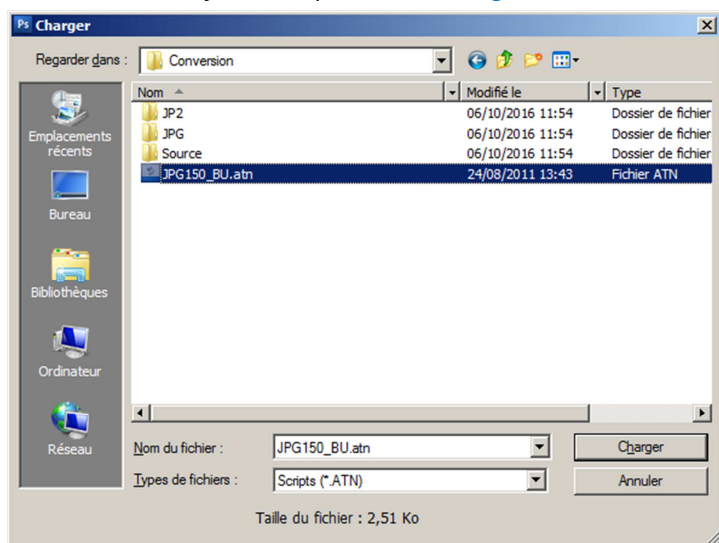 Ps Charger
Regarder dans : Conversion
Nom Modifié le Type
JP2 06/10/2016 11:54 Dossier de fichier
JPG 06/10/2016 11:54 Dossier de fichier
Source 06/10/2016 11:54 Dossier de fichier
JPG150_BU.atn 24/08/2011 13:43 Fichier ATN
Emplacements
récents
Bureau
Bibliothèques
Ordinateur
Réseau
Nom du fichier : JPG150_BU.atn Charger
Types de fichiers : Scripts (*.ATN) Annuler
Taille du fichier : 2,51 Ko